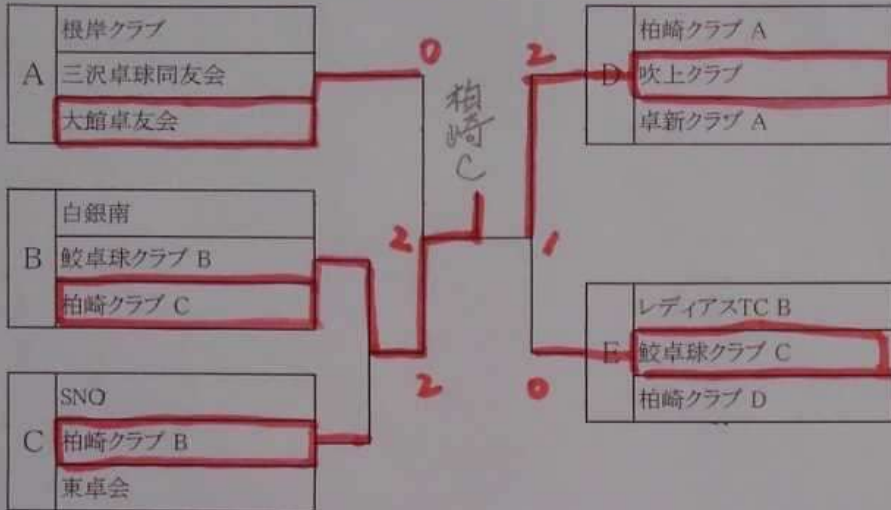 A
根岸クラブ
三沢卓球同友会
大館卓友会
B
白銀南
鮫卓球クラブ B
柏崎クラブ C
C
SNO
柏崎クラブ B
東卓会
0
2
2
柏崎C
2
1
0
D
柏崎クラブ A
吹上クラブ
卓新クラブ A
E
レディアスTC B
鮫卓球クラブ C
柏崎クラブ D